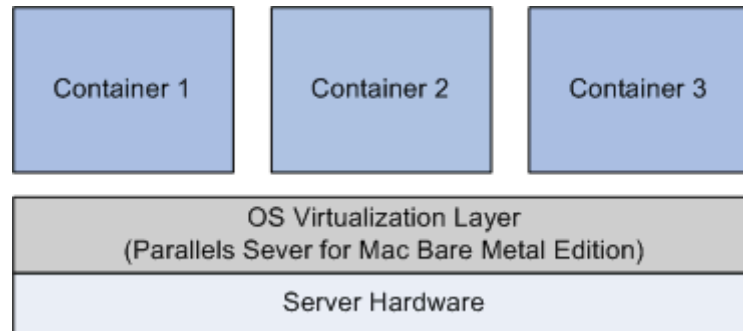 Container 1
Container 2
Container 3
OS Virtualization Layer
(Parallels Sever for Mac Bare Metal Edition)
Server Hardware